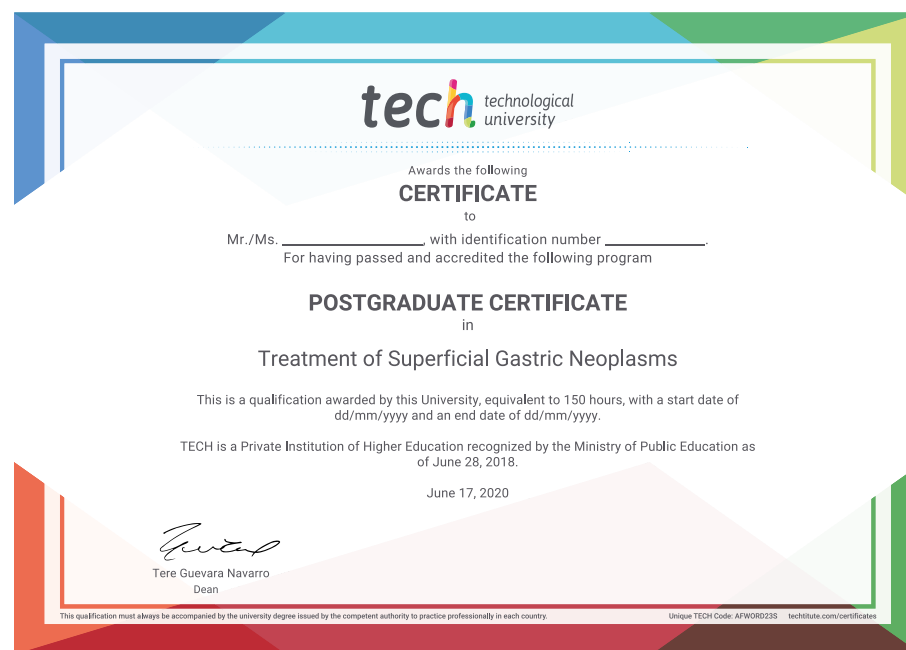 tech technological
university
Awards the following
CERTIFICATE
to
Mr./Ms. ____________________, with identification number ______________.
For having passed and accredited the following program
POSTGRADUATE CERTIFICATE
in
Treatment of Superficial Gastric Neoplasms
This is a qualification awarded by this University, equivalent to 150 hours, with a start date of
dd/mm/yyyy and an end date of dd/mm/yyyy.
TECH is a Private Institution of Higher Education recognized by the Ministry of Public Education as
of June 28, 2018.
June 17, 2020
Tere Guevara Navarro
Dean
This qualification must always be accompanied by the university degree issued by the competent authority to practice professionally in each country.
Unique TECH Code: AFWORD23S techtitute.com/certificates